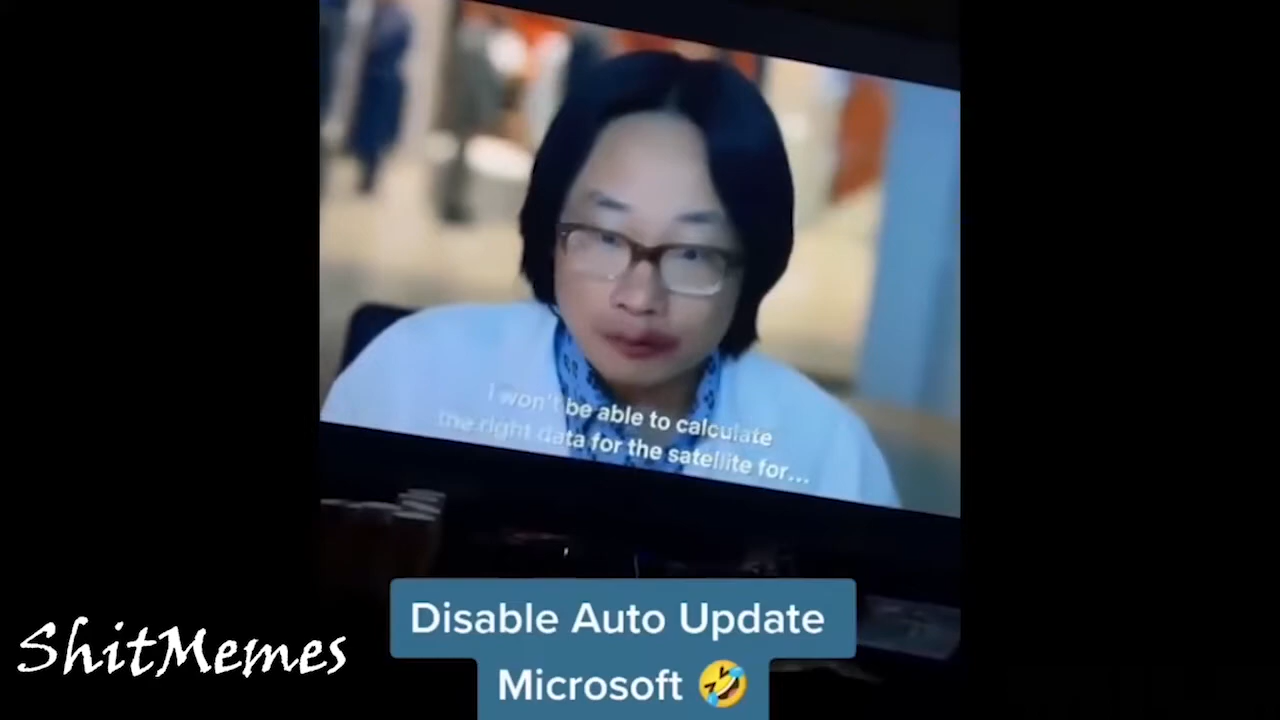 I won't be able to calculate
the right data for the satellite for...
Disable Auto Update
Microsoft 🤣
ShitMemes